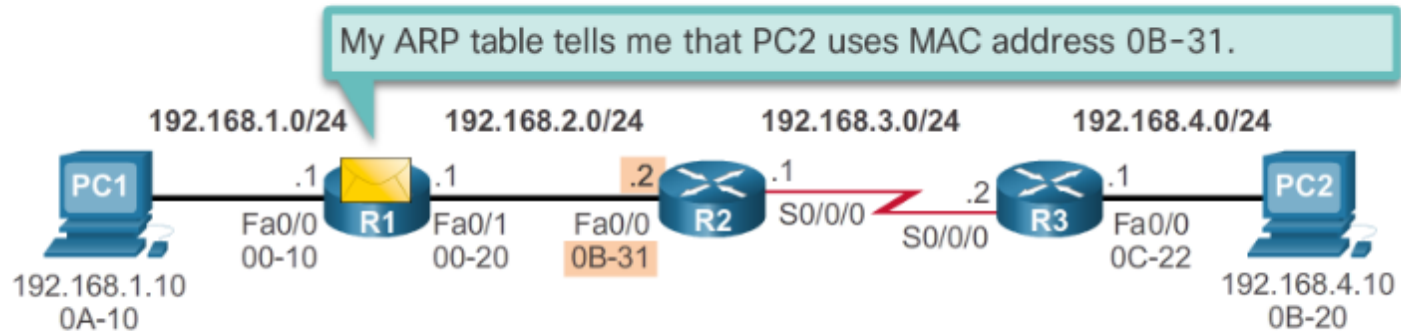 My ARP table tells me that PC2 uses MAC address 0B-31.
192.168.1.0/24 192.168.2.0/24 192.168.3.0/24 192.168.4.0/24
PC1 .1 R1 .1 .2 R2 .1 .2 R3 .1 PC2
Fa0/0 Fa0/1 Fa0/0 S0/0/0 S0/0/0 Fa0/0
00-10 00-20 0B-31 0C-22
192.168.1.10 192.168.4.10
0A-10 0B-20